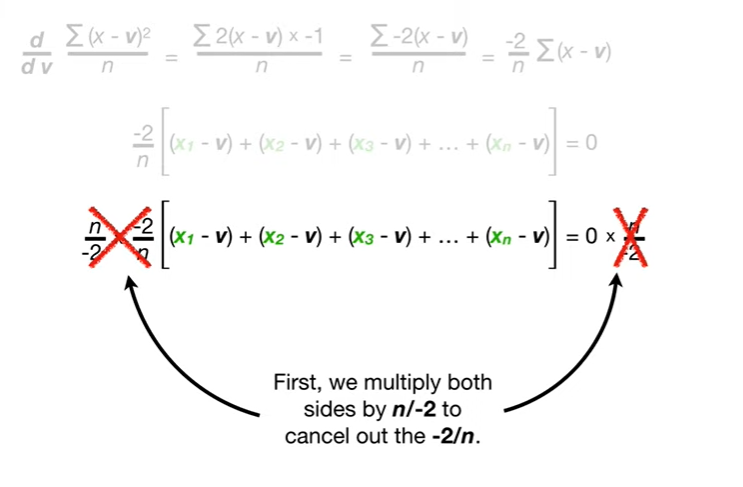 d/d v Σ(x - v)²/n = Σ 2(x - v) × -1/n = Σ -2(x - v)/n = -2/n Σ(x - v)
-2/n [(x₁ - v) + (x₂ - v) + (x₃ - v) + ... + (xₙ - v)] = 0
n/-2 × -2/n [(x₁ - v) + (x₂ - v) + (x₃ - v) + ... + (xₙ - v)] = 0 × n/-2
First, we multiply both
sides by n/-2 to
cancel out the -2/n.